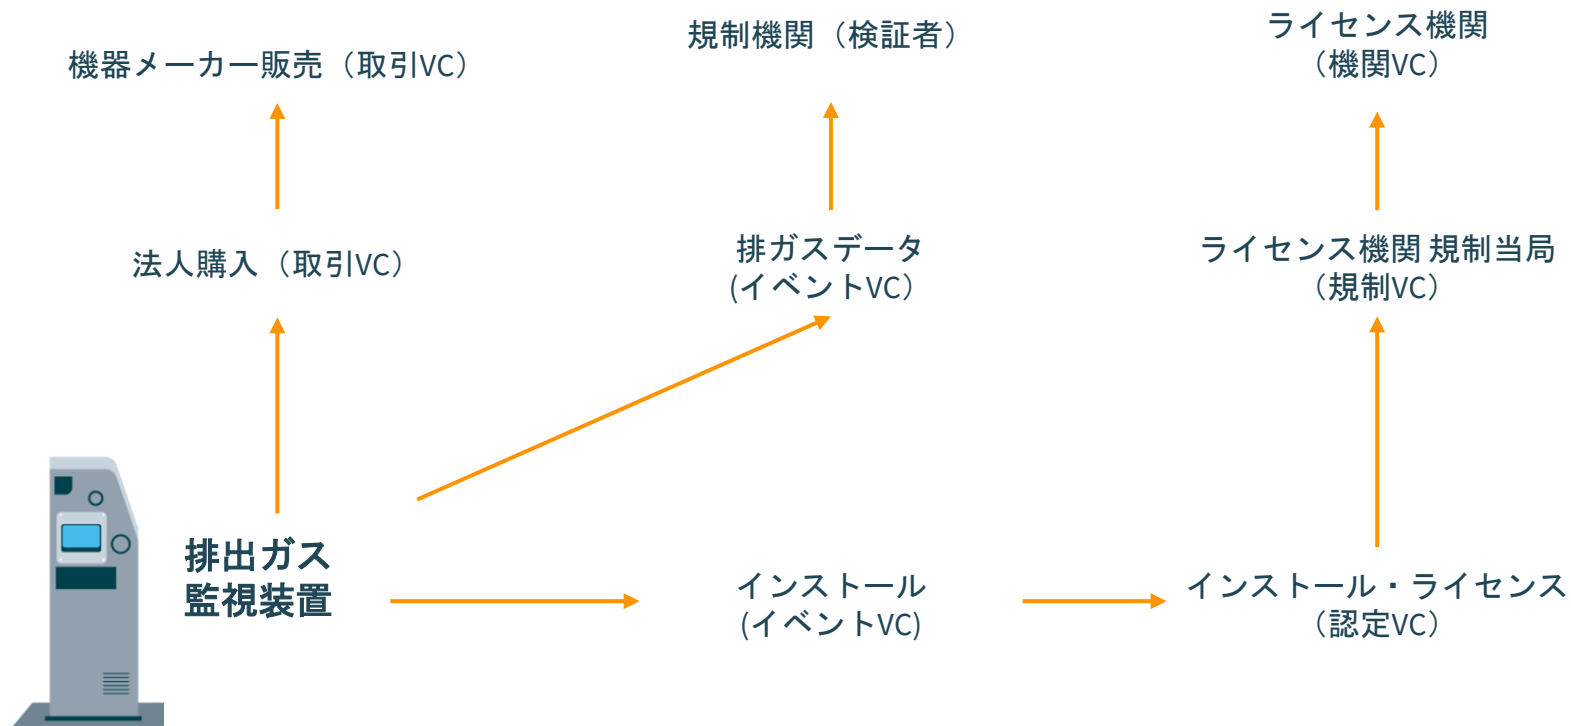 機器メーカー販売（取引VC）
規制機関（検証者）
ライセンス機関
（機関VC）
法人購入（取引VC）
排ガスデータ
(イベントVC）
ライセンス機関 規制当局
（規制VC）
排出ガス
監視装置
インストール
(イベントVC)
インストール・ライセンス
（認定VC）